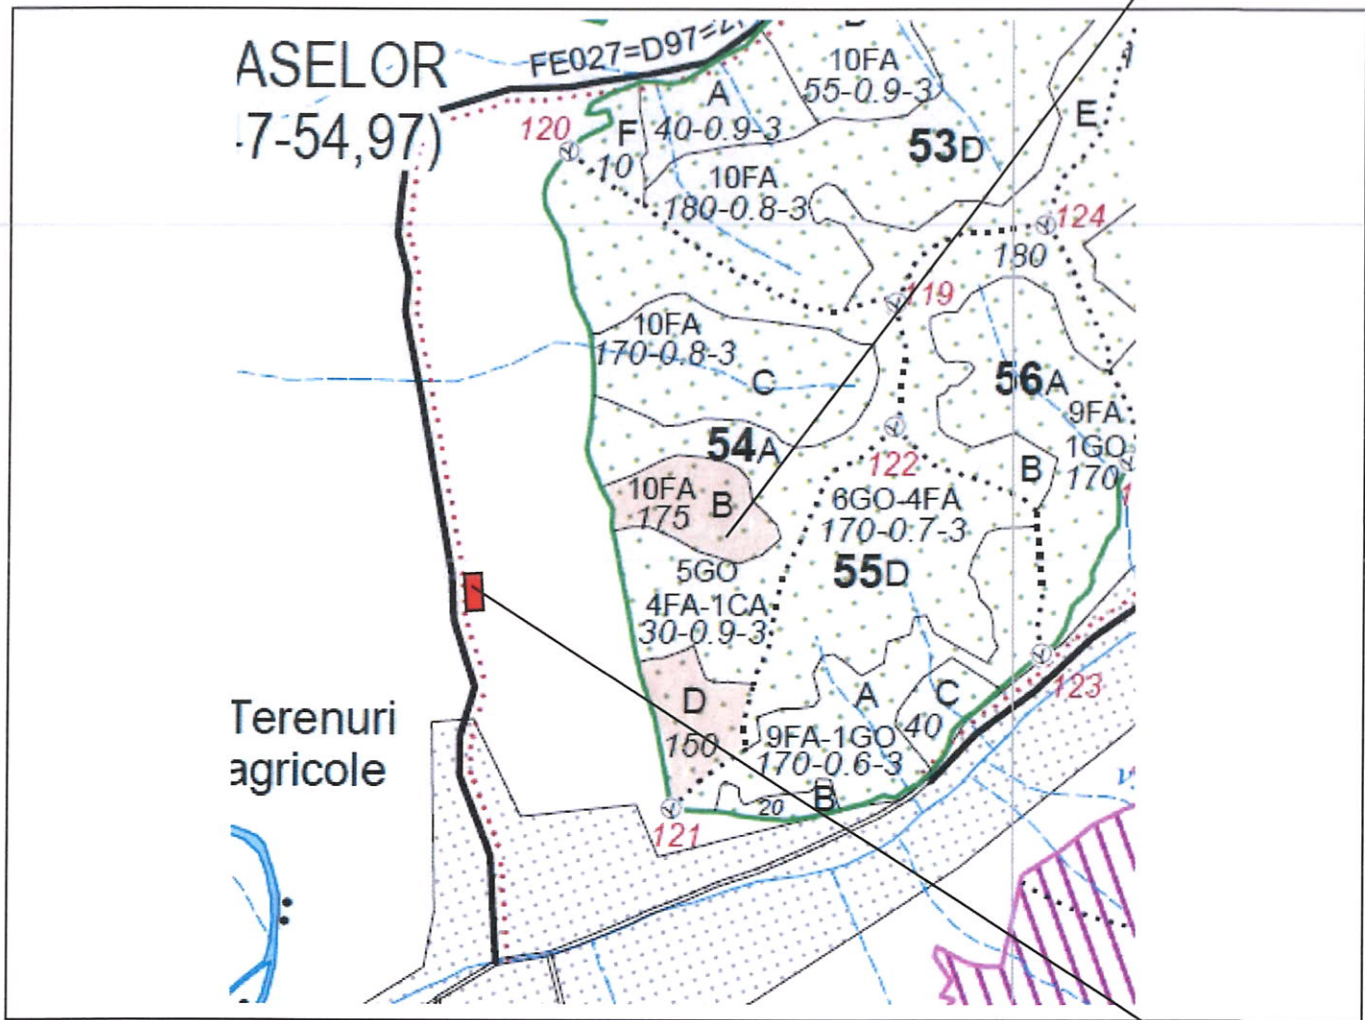 ASELOR
-7-54,97)
FE027=D97=2
120
F
10
A
40-0.9-3
10FA
55-0.9-3
53D
E
10FA
180-0.8-3
124
180
119
10FA
170-0.8-3
C
56A
9FA
1GO
170
54A
122
B
10FA
175
B
6GO-4FA
170-0.7-3
5GO
4FA-1CA
30-0.9-3
55D
D
150
A
C
40
123
9FA-1GO
170-0.6-3
Terenuri
agricole
20
B
121